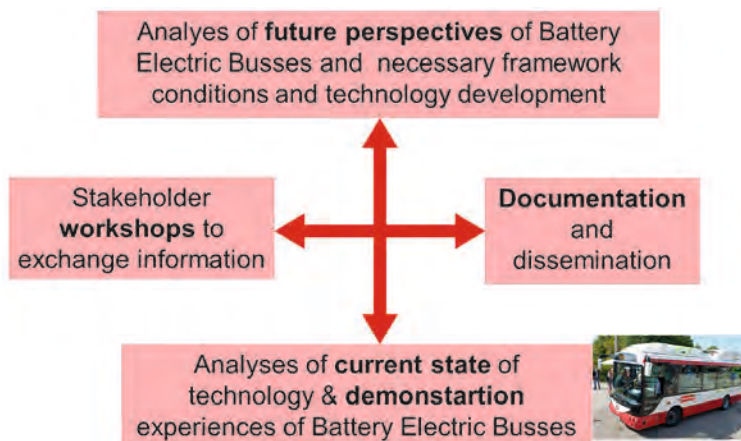 Analyes of future perspectives of Battery
Electric Busses and necessary framework
conditions and technology development
Stakeholder
workshops to
exchange information
Documentation
and
dissemination
Analyses of current state of
technology & demonstartion
experiences of Battery Electric Busses